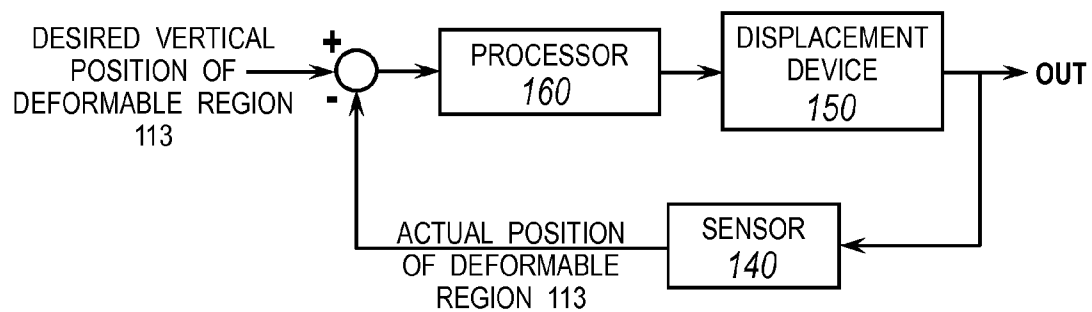 DESIRED VERTICAL
POSITION OF
DEFORMABLE REGION
113
+
-
PROCESSOR
160
DISPLACEMENT
DEVICE
150
OUT
SENSOR
140
ACTUAL POSITION
OF DEFORMABLE
REGION 113